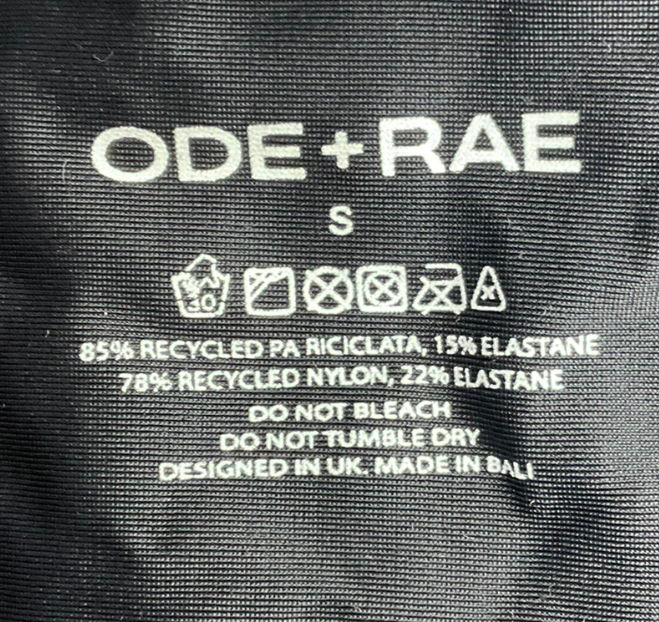 ODE+RAE
S
85% RECYCLED PA RICICLATA, 15% ELASTANE
78% RECYCLED NYLON, 22% ELASTANE
DO NOT BLEACH
DO NOT TUMBLE DRY
DESIGNED IN UK. MADE IN BALI